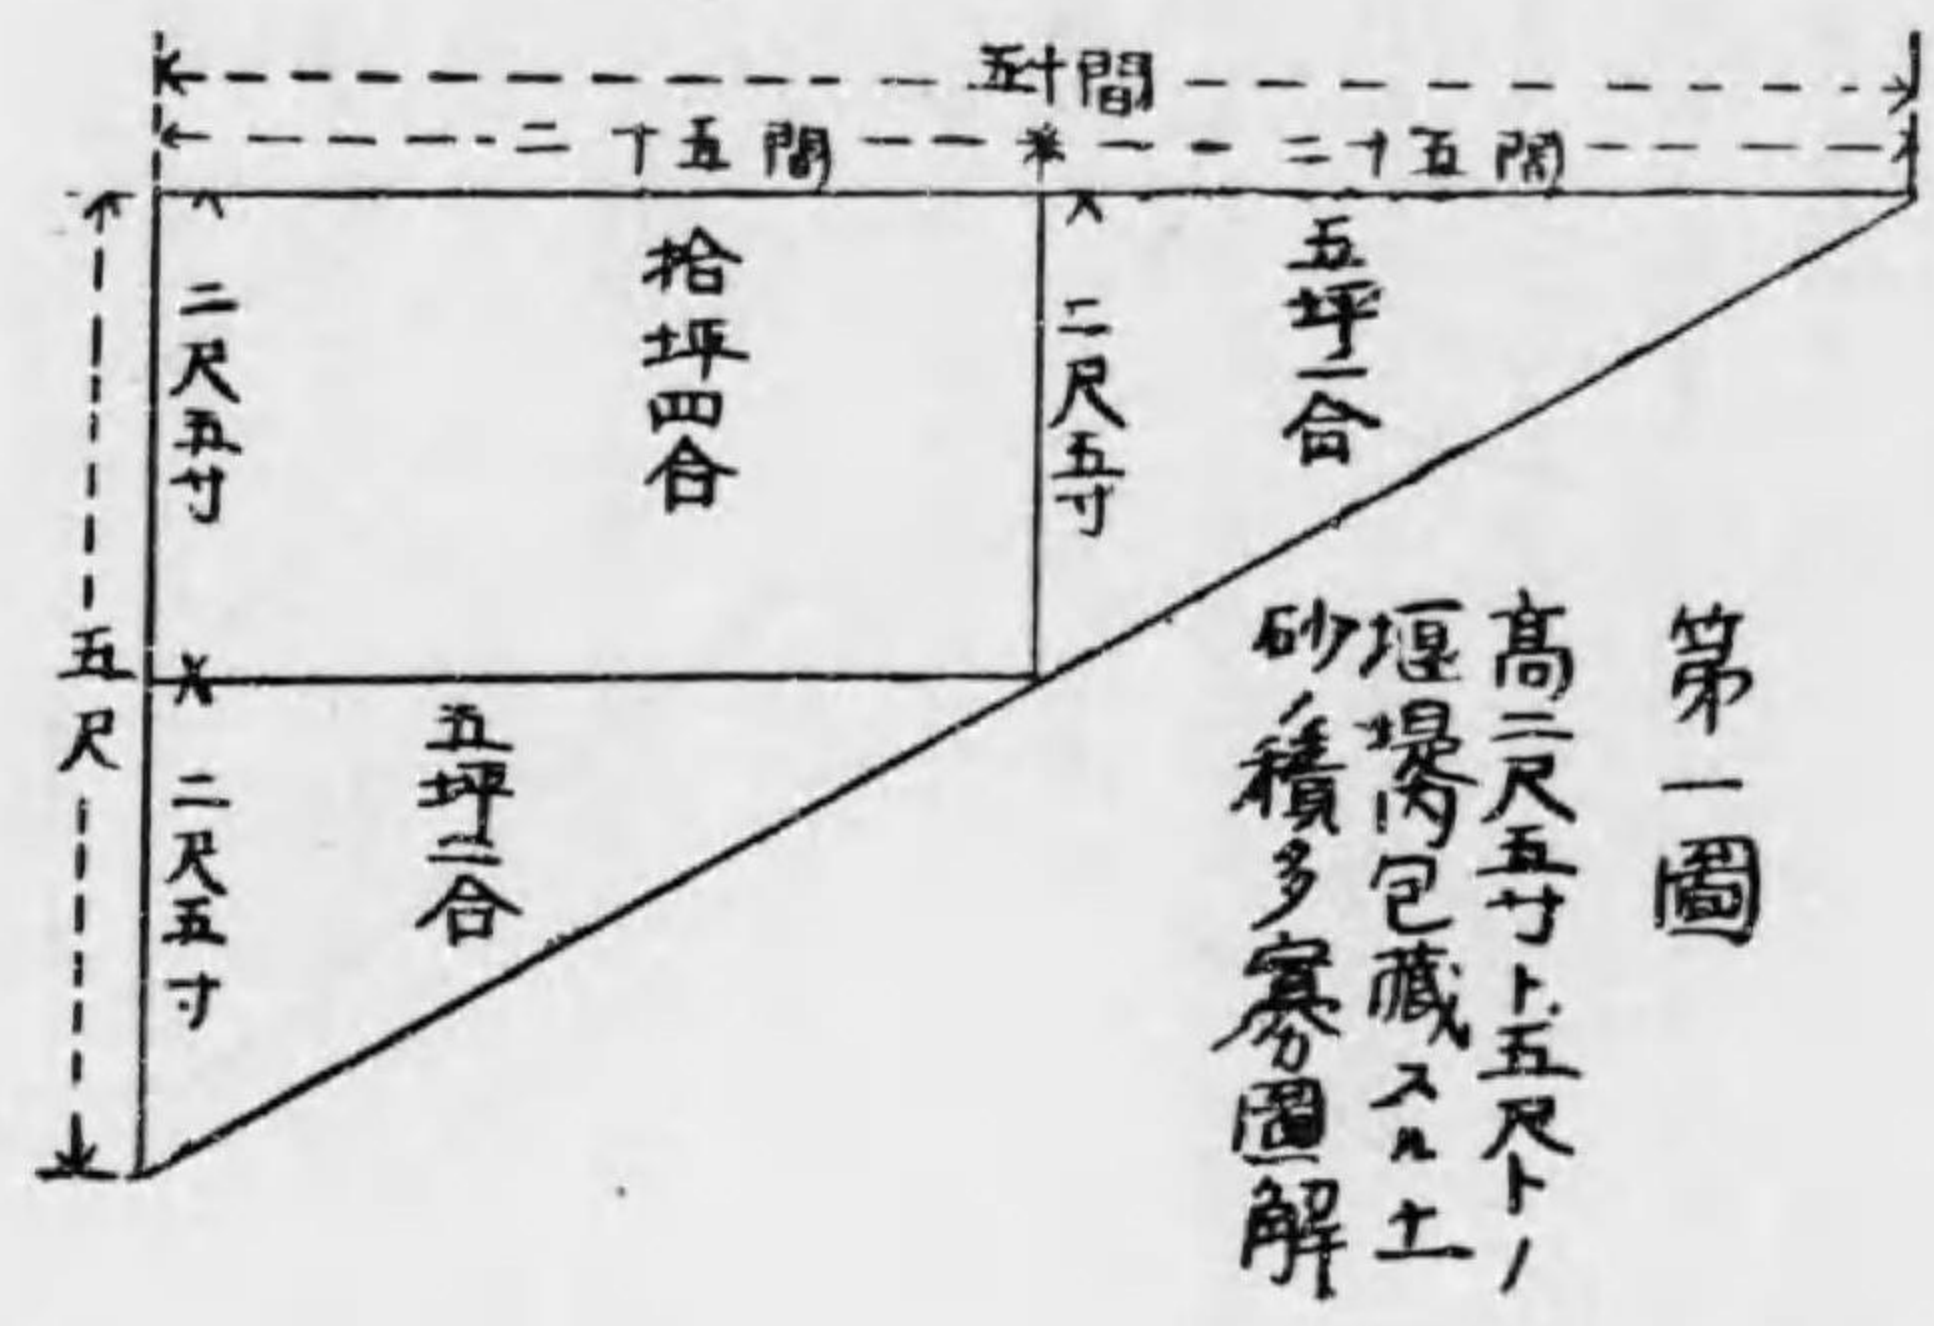 第一圖
高二尺五寸ト五尺トノ
堰堤内包藏スル土
砂ノ積多寡圖解
五十間
二十五間
二十五間
五坪二合
二尺五寸
拾坪四合
二尺五寸
五尺
五坪二合
二尺五寸